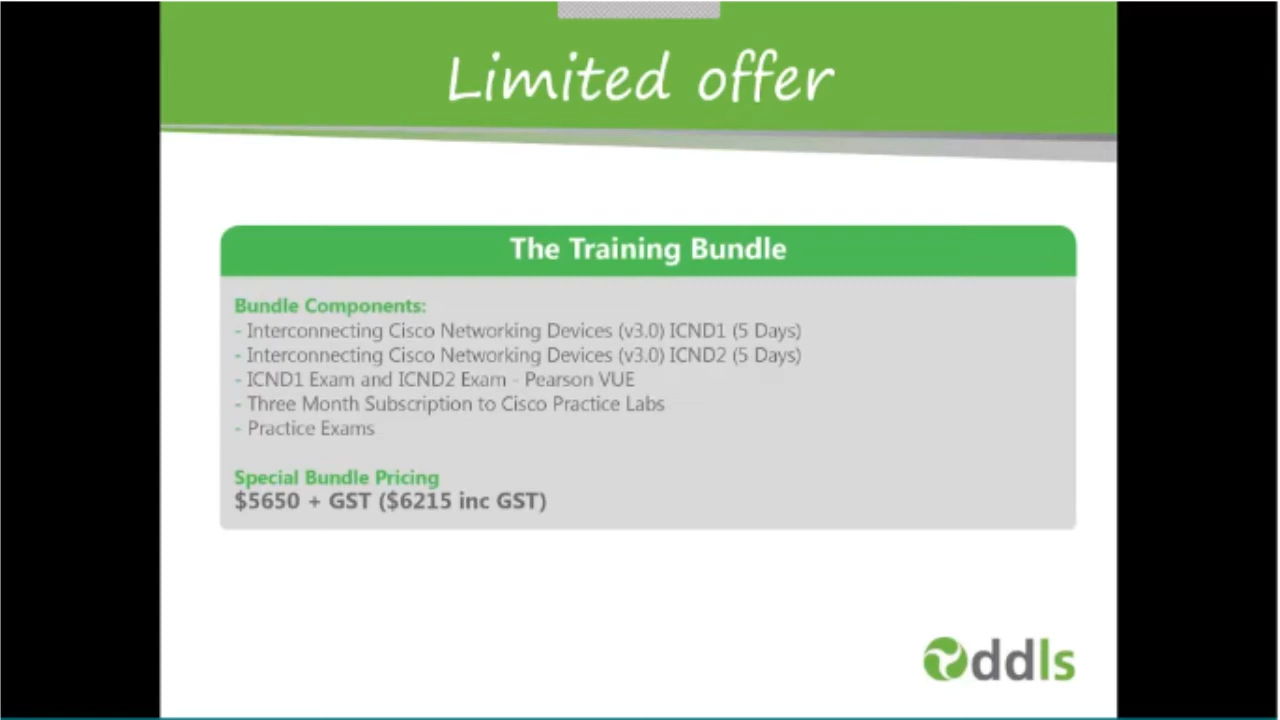 Limited offer
The Training Bundle
Bundle Components:
- Interconnecting Cisco Networking Devices (v3.0) ICND1 (5 Days)
- Interconnecting Cisco Networking Devices (v3.0) ICND2 (5 Days)
- ICND1 Exam and ICND2 Exam - Pearson VUE
- Three Month Subscription to Cisco Practice Labs
- Practice Exams
Special Bundle Pricing
$5650 + GST ($6215 inc GST)
ddls